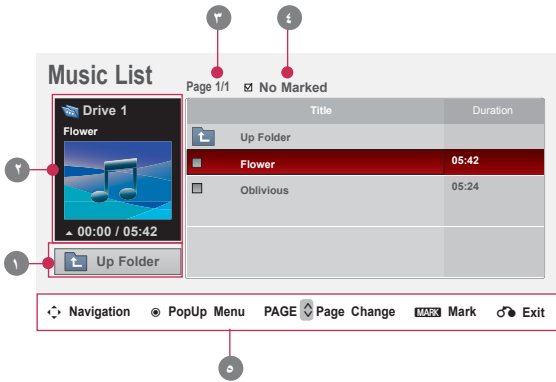 ٣ ٤
Music List
Page 1/1 No Marked
Drive 1
Flower
00:00 / 05:42
Up Folder
Title Duration
Up Folder
Flower 05:42
Oblivious 05:24
٢
١
Navigation PopUp Menu PAGE Page Change MARK Mark Exit
٥